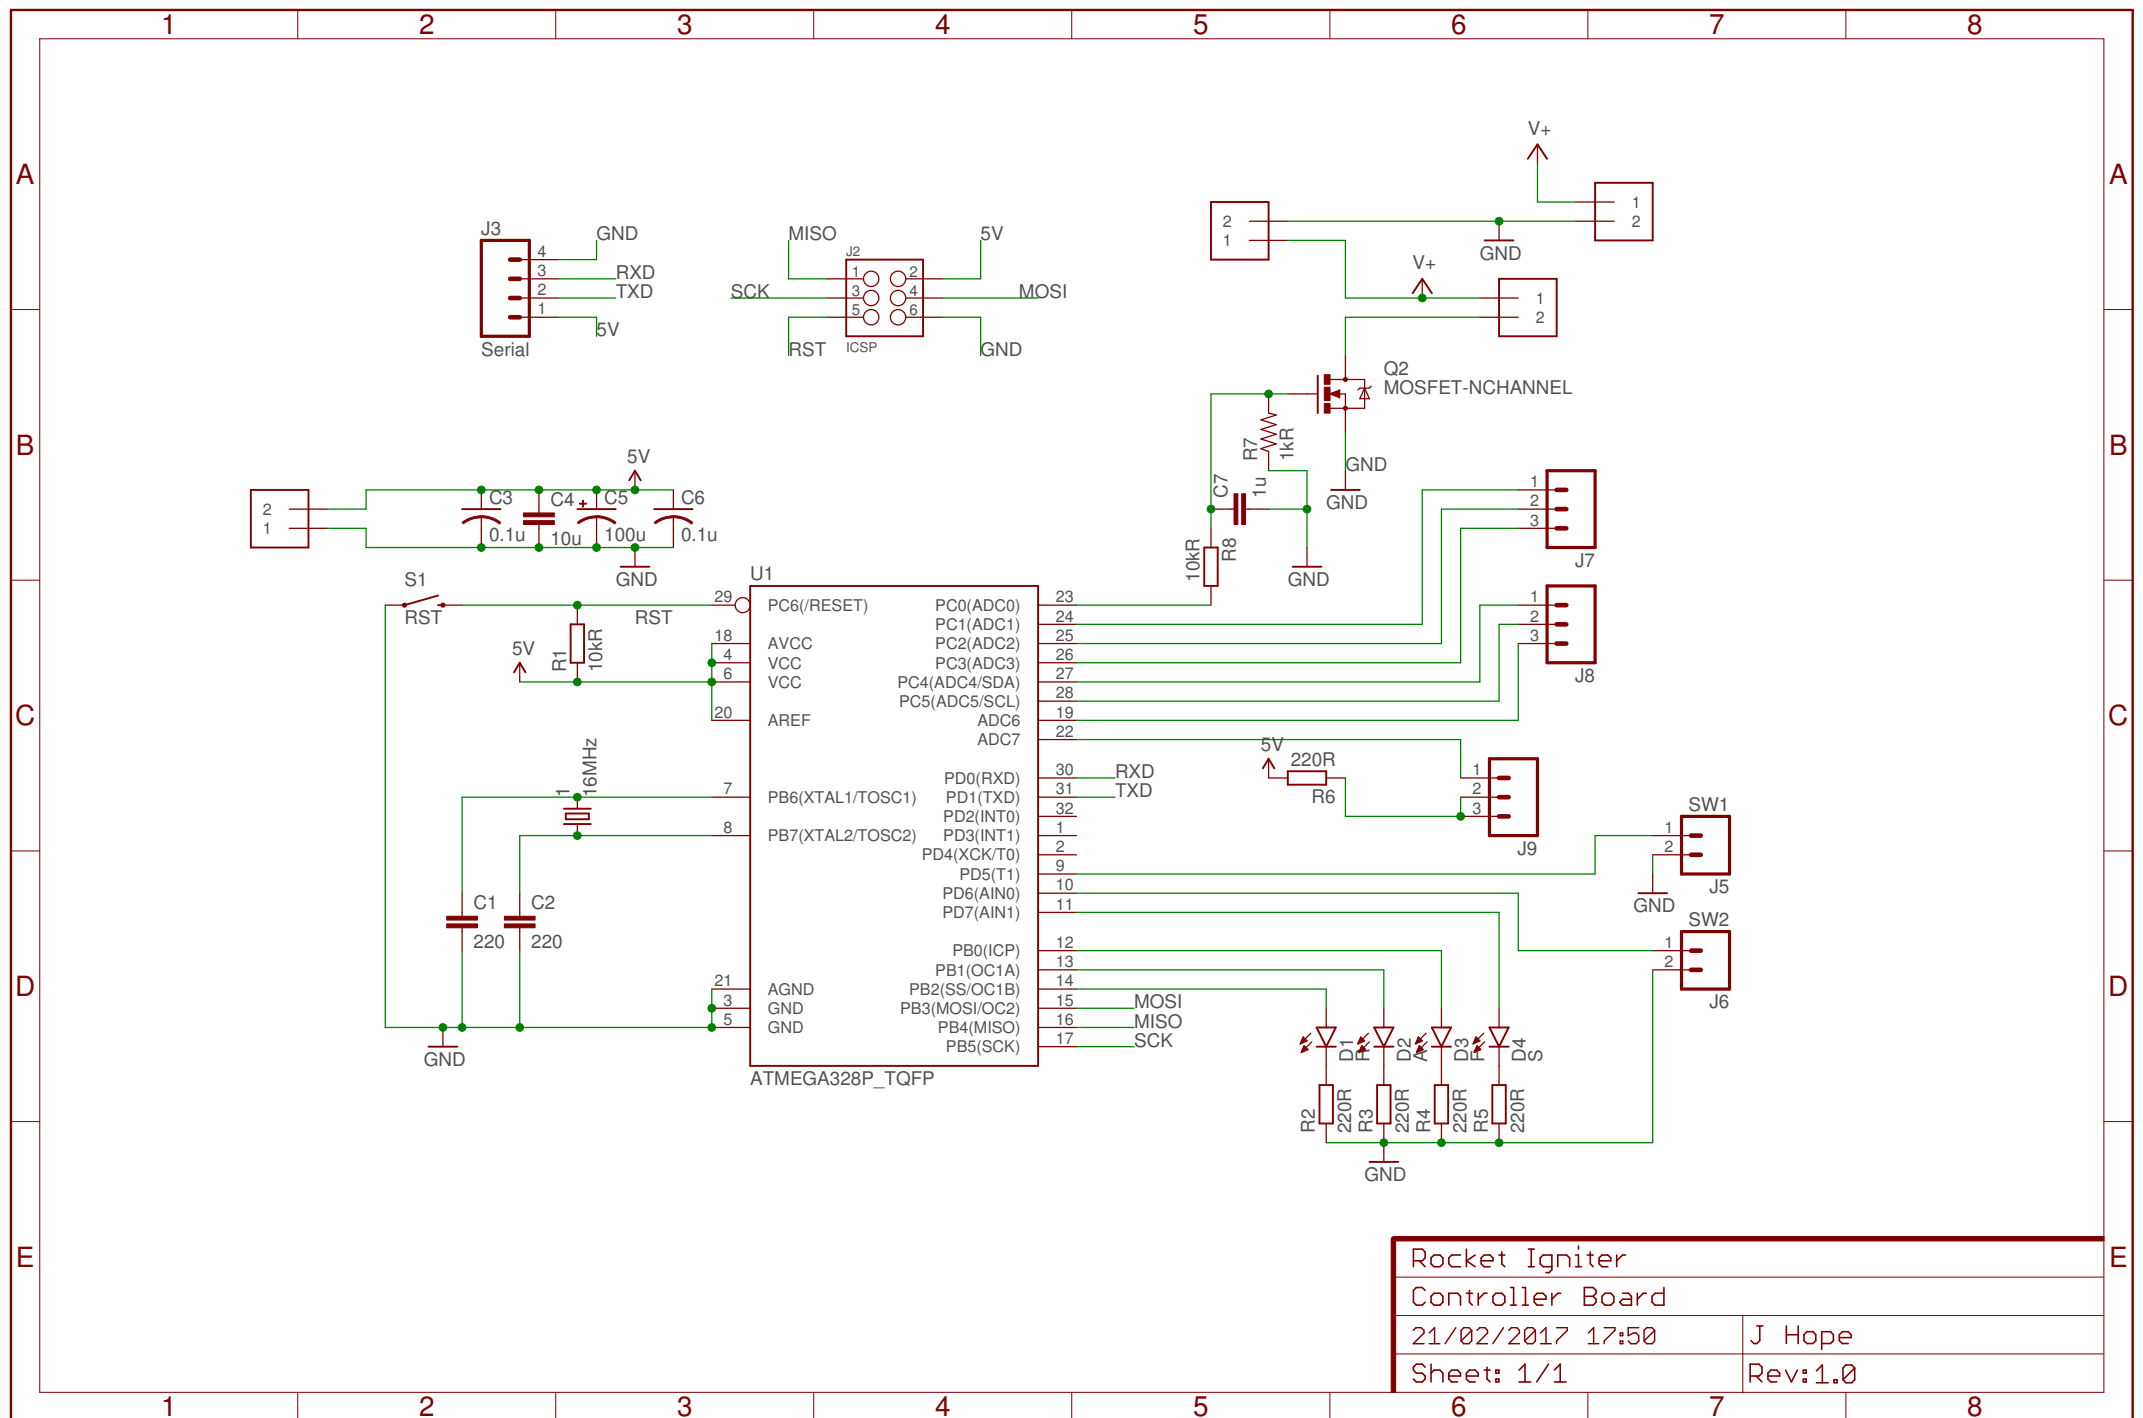 1 2 3 4 5 6 7 8
A A
V+
1
2
2
1
GND
V+
1
2
J3
GND
4
3 RXD
2 TXD
1
5V
Serial
MISO
5V
J2
1 2
SCK 3 4 MOSI
5 6
RST
ICSP
GND
B B
Q2
MOSFET-NCHANNEL
R7
1kR
GND
GND
C7
1u
10kR
R8
GND
5V
2
1
C3
0.1u
C4
10u
+
C5
100u
C6
0.1u
GND
1
2
3
J7
1
2
3
J8
C C
S1
RST
RST
R1
10kR
5V
U1
29 PC6(/RESET)
18 AVCC
4 VCC
6 VCC
20 AREF
7 PB6(XTAL1/TOSC1)
8 PB7(XTAL2/TOSC2)
21 AGND
3 GND
5 GND
PC0(ADC0) 23
PC1(ADC1) 24
PC2(ADC2) 25
PC3(ADC3) 26
PC4(ADC4/SDA) 27
PC5(ADC5/SCL) 28
ADC6 19
ADC7 22
PD0(RXD) 30 RXD
PD1(TXD) 31 TXD
PD2(INT0) 32
PD3(INT1) 1
PD4(XCK/T0) 2
PD5(T1) 9
PD6(AIN0) 10
PD7(AIN1) 11
PB0(ICP) 12
PB1(OC1A) 13
PB2(SS/OC1B) 14
PB3(MOSI/OC2) 15 MOSI
PB4(MISO) 16 MISO
PB5(SCK) 17 SCK
ATMEGA328P_TQFP
1
16MHz
C1
220
C2
220
GND
5V
220R
R6
1
2
3
J9
SW1
1
2
J5
GND
SW2
1
2
J6
D D
D1
R
D2
A
D3
F
D4
S
R2
220R
R3
220R
R4
220R
R5
220R
GND
E E
Rocket Igniter
Controller Board
21/02/2017 17:50 J Hope
Sheet: 1/1 Rev:1.0
1 2 3 4 5 6 7 8